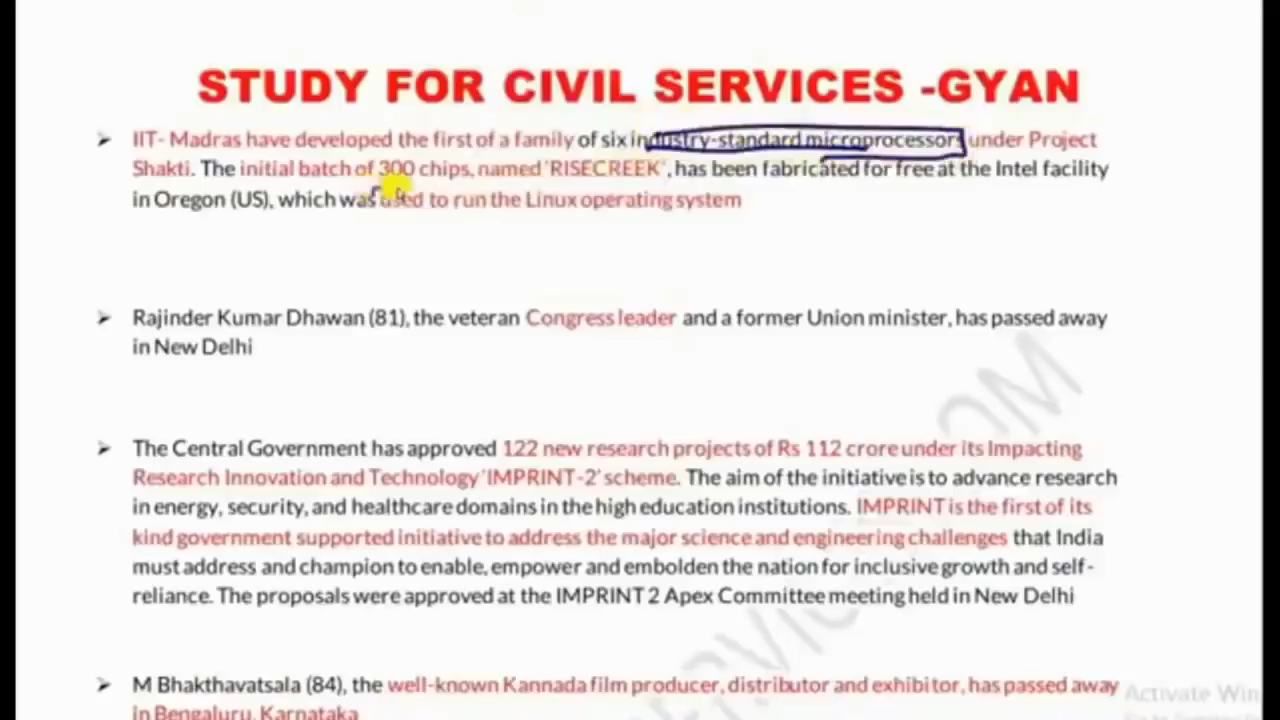 STUDY FOR CIVIL SERVICES -GYAN
➤ IIT- Madras have developed the first of a family of six industry-standard microprocessors under Project
Shakti. The initial batch of 300 chips, named 'RISECREEK', has been fabricated for free at the Intel facility
in Oregon (US), which was used to run the Linux operating system
➤ Rajinder Kumar Dhawan (81), the veteran Congress leader and a former Union minister, has passed away
in New Delhi
➤ The Central Government has approved 122 new research projects of Rs 112 crore under its Impacting
Research Innovation and Technology 'IMPRINT-2' scheme. The aim of the initiative is to advance research
in energy, security, and healthcare domains in the high education institutions. IMPRINT is the first of its
kind government supported initiative to address the major science and engineering challenges that India
must address and champion to enable, empower and embolden the nation for inclusive growth and self-
reliance. The proposals were approved at the IMPRINT 2 Apex Committee meeting held in New Delhi
➤ M Bhakthavatsala (84), the well-known Kannada film producer, distributor and exhibitor, has passed away
in Bengaluru, Karnataka
Activate Win